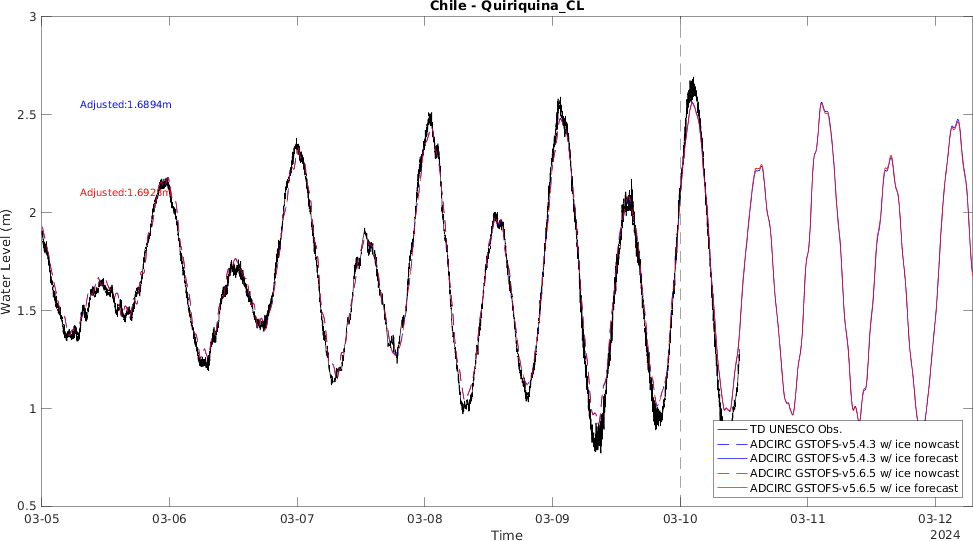 Chile - Quiriquina_CL
3
2.5
2
1.5
1
0.5
Water Level (m)
Adjusted:1.6894m
Adjusted:1.6925m
TD UNESCO Obs.
ADCIRC GSTOFS-v5.4.3 w/ ice nowcast
ADCIRC GSTOFS-v5.4.3 w/ ice forecast
ADCIRC GSTOFS-v5.6.5 w/ ice nowcast
ADCIRC GSTOFS-v5.6.5 w/ ice forecast
03-05 03-06 03-07 03-08 03-09 03-10 03-11 03-12
Time
2024